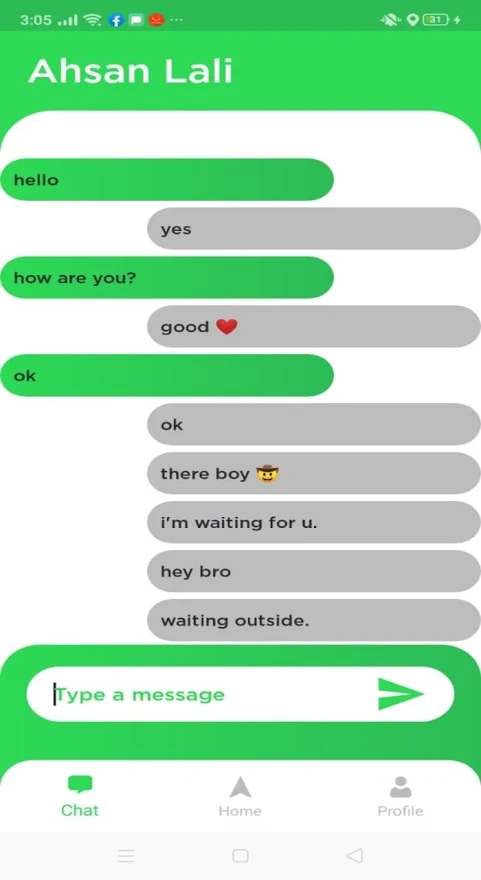 3:05
31
Ahsan Lali
hello
yes
how are you?
good ❤️
ok
ok
there boy 🤠
i'm waiting for u.
hey bro
waiting outside.
Type a message
Chat
Home
Profile